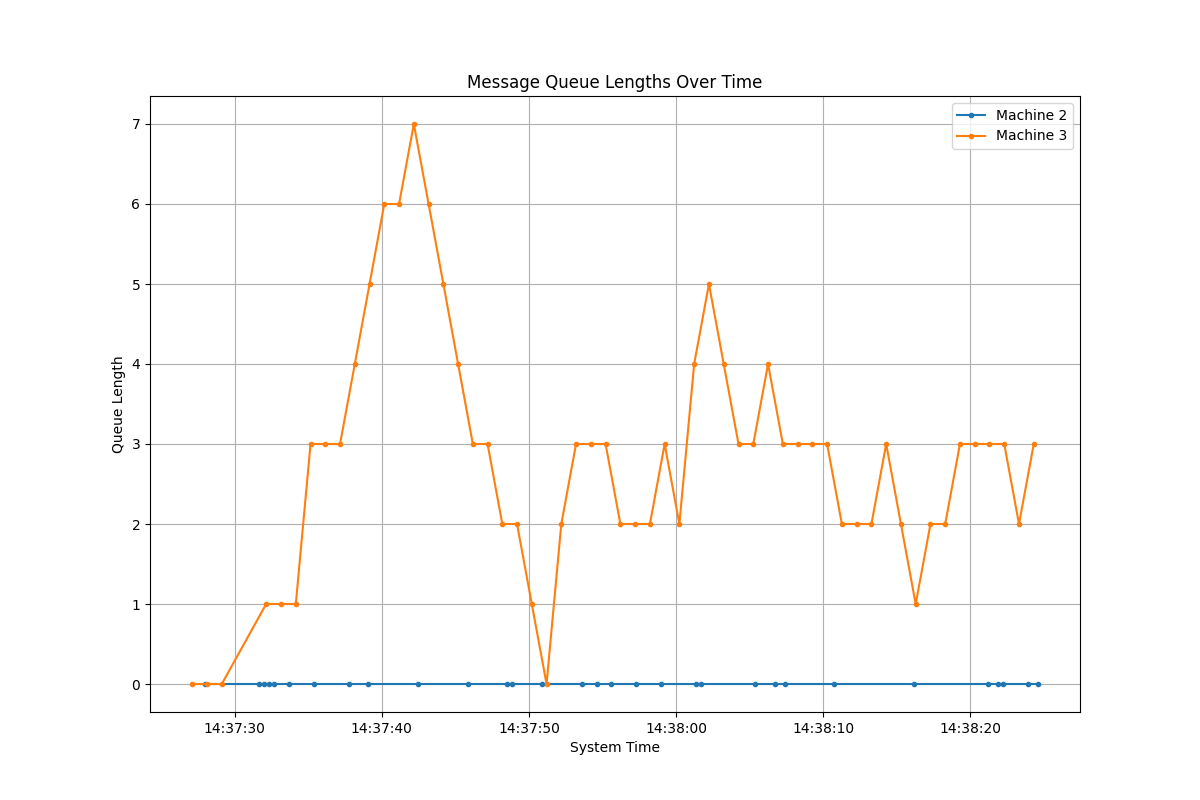 Message Queue Lengths Over Time
Machine 2
Machine 3
Queue Length
7
6
5
4
3
2
1
0
14:37:30
14:37:40
14:37:50
14:38:00
14:38:10
14:38:20
System Time